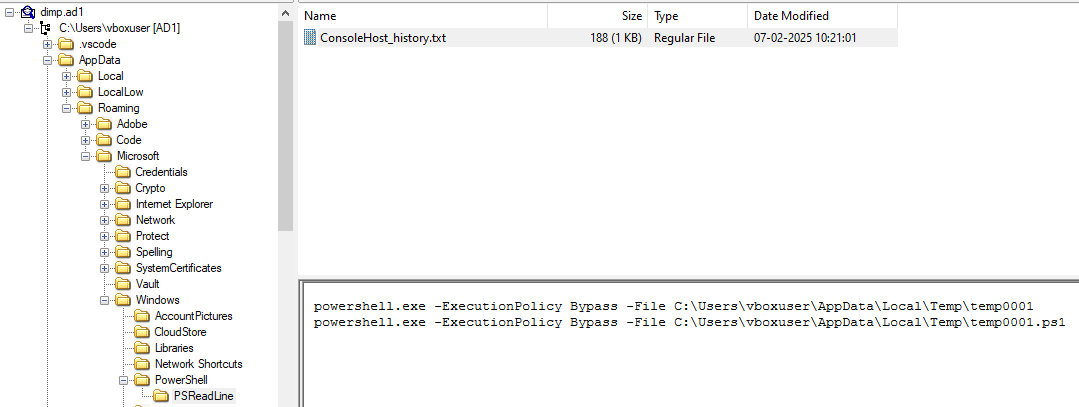 dimp.ad1
C:\Users\vboxuser [AD1]
.vscode
AppData
Local
LocalLow
Roaming
Adobe
Code
Microsoft
Credentials
Crypto
Internet Explorer
Network
Protect
Spelling
SystemCertificates
Vault
Windows
AccountPictures
CloudStore
Libraries
Network Shortcuts
PowerShell
PSReadLine
Name Size Type Date Modified
ConsoleHost_history.txt 188 (1 KB) Regular File 07-02-2025 10:21:01
powershell.exe -ExecutionPolicy Bypass -File C:\Users\vboxuser\AppData\Local\Temp\temp0001
powershell.exe -ExecutionPolicy Bypass -File C:\Users\vboxuser\AppData\Local\Temp\temp0001.ps1